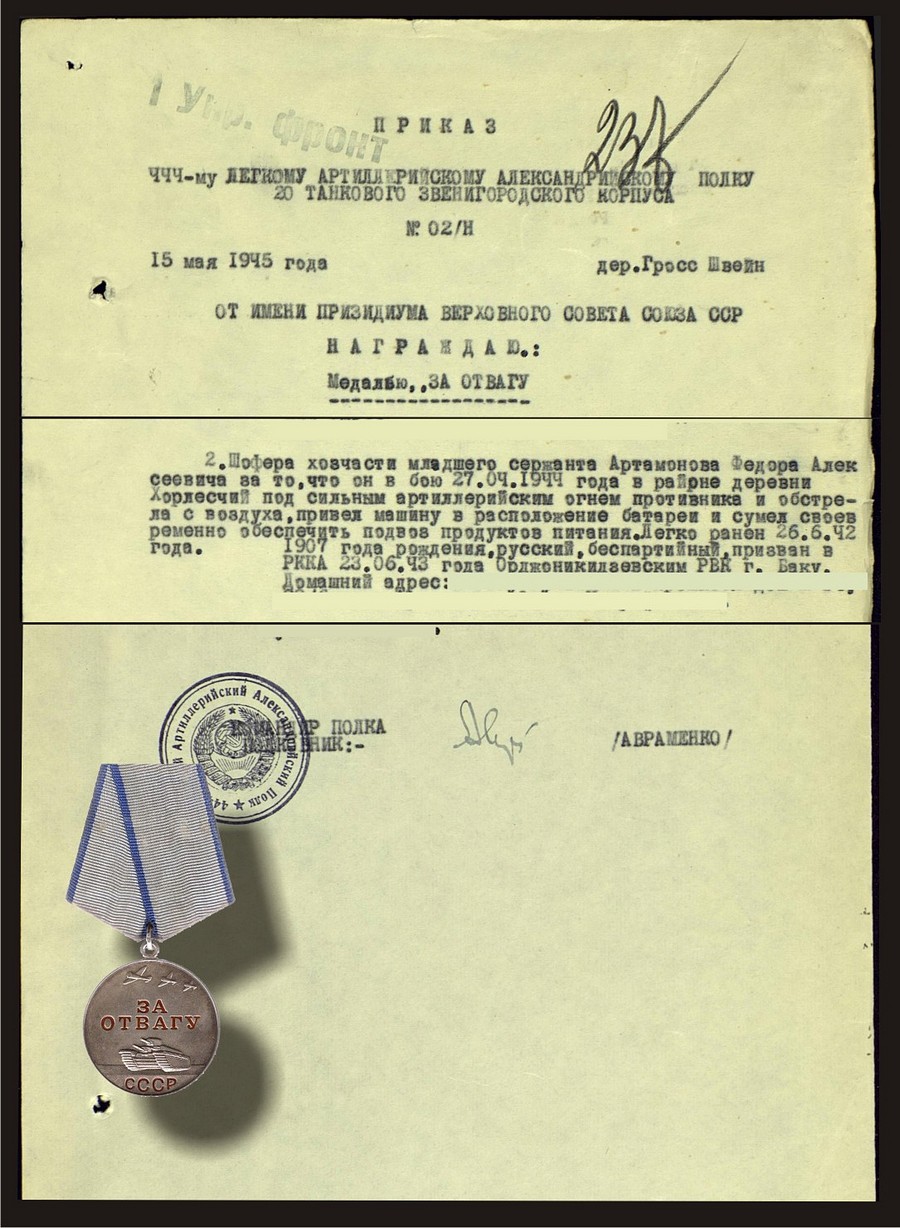 1 Укр. фронт
ПРИКАЗ
444-му ЛЕГКОМУ АРТИЛЛЕРИЙСКОМУ АЛЕКСАНДРИЙСКОМУ ПОЛКУ
20 ТАНКОВОГО ЗВЕНИГОРОДСКОГО КОРПУСА
№ 02/Н
15 мая 1945 года дер.Гросс Швейн
ОТ ИМЕНИ ПРИЗИДИУМА ВЕРХОВНОГО СОВЕТА СОЮЗА ССР
НАГРАЖДАЮ.:
Медалью,,ЗА ОТВАГУ
2.Шофера хозчасти младшего сержанта Артамонова Федора Алек
сеевича за то,что он в бою 27.04.1944 года в районе деревни
Хорлесчий под сильным артиллерийским огнем противника и обстре-
ла с воздуха,привел машину в расположение батареи и сумел своев
ременно обеспечить подвоз продуктов питания.Легко ранен 26.6.42
года. 1907 года рождения,русский,беспартийный,призван в
РККА 23.06.43 года Орджоникидзевским РВК г. Баку.
Домашний адрес:
КОМАНДИР ПОЛКА
ПОЛКОВНИК:- /АВРАМЕНКО/
Артиллерийский Александрийский Полк
ЗА
ОТВАГУ
СССР